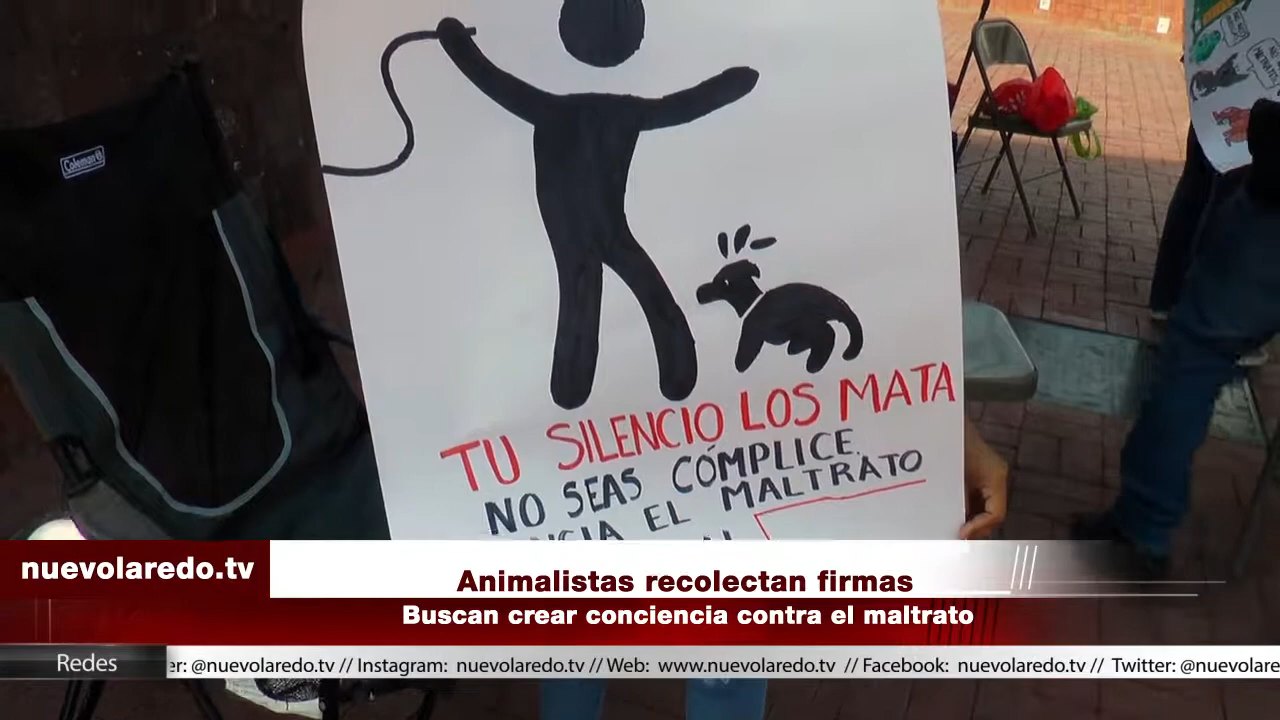 Coleman
TU SILENCIO LOS MATA
NO SEAS CÓMPLICE.
NCIA EL MALTRATO
nuevolaredo.tv
Animalistas recolectan firmas
Buscan crear conciencia contra el maltrato
Redes
er: @nuevolaredo.tv // Instagram: nuevolaredo.tv // Web: www.nuevolaredo.tv // Facebook: nuevolaredo.tv // Twitter: @nuevolare